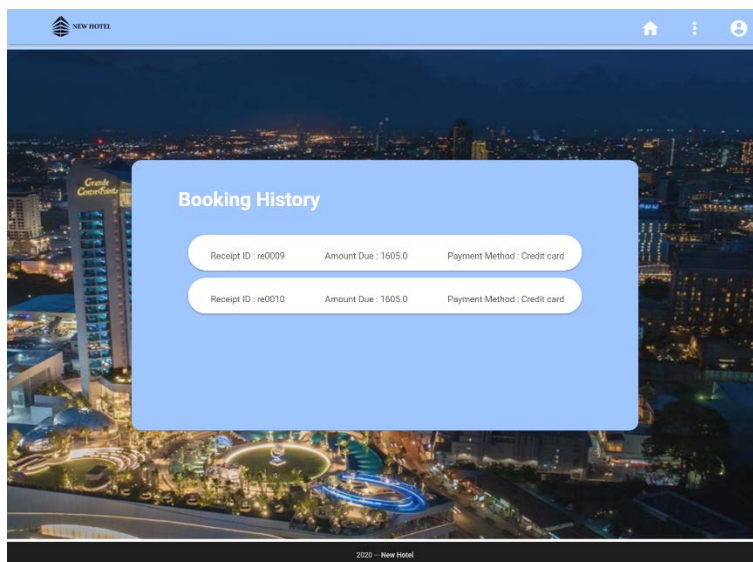 NEW HOTEL
Grande
Centre Point
Booking History
Receipt ID : re0009 Amount Due : 1605.0 Payment Method : Credit card
Receipt ID : re0010 Amount Due : 1605.0 Payment Method : Credit card
2020 — New Hotel